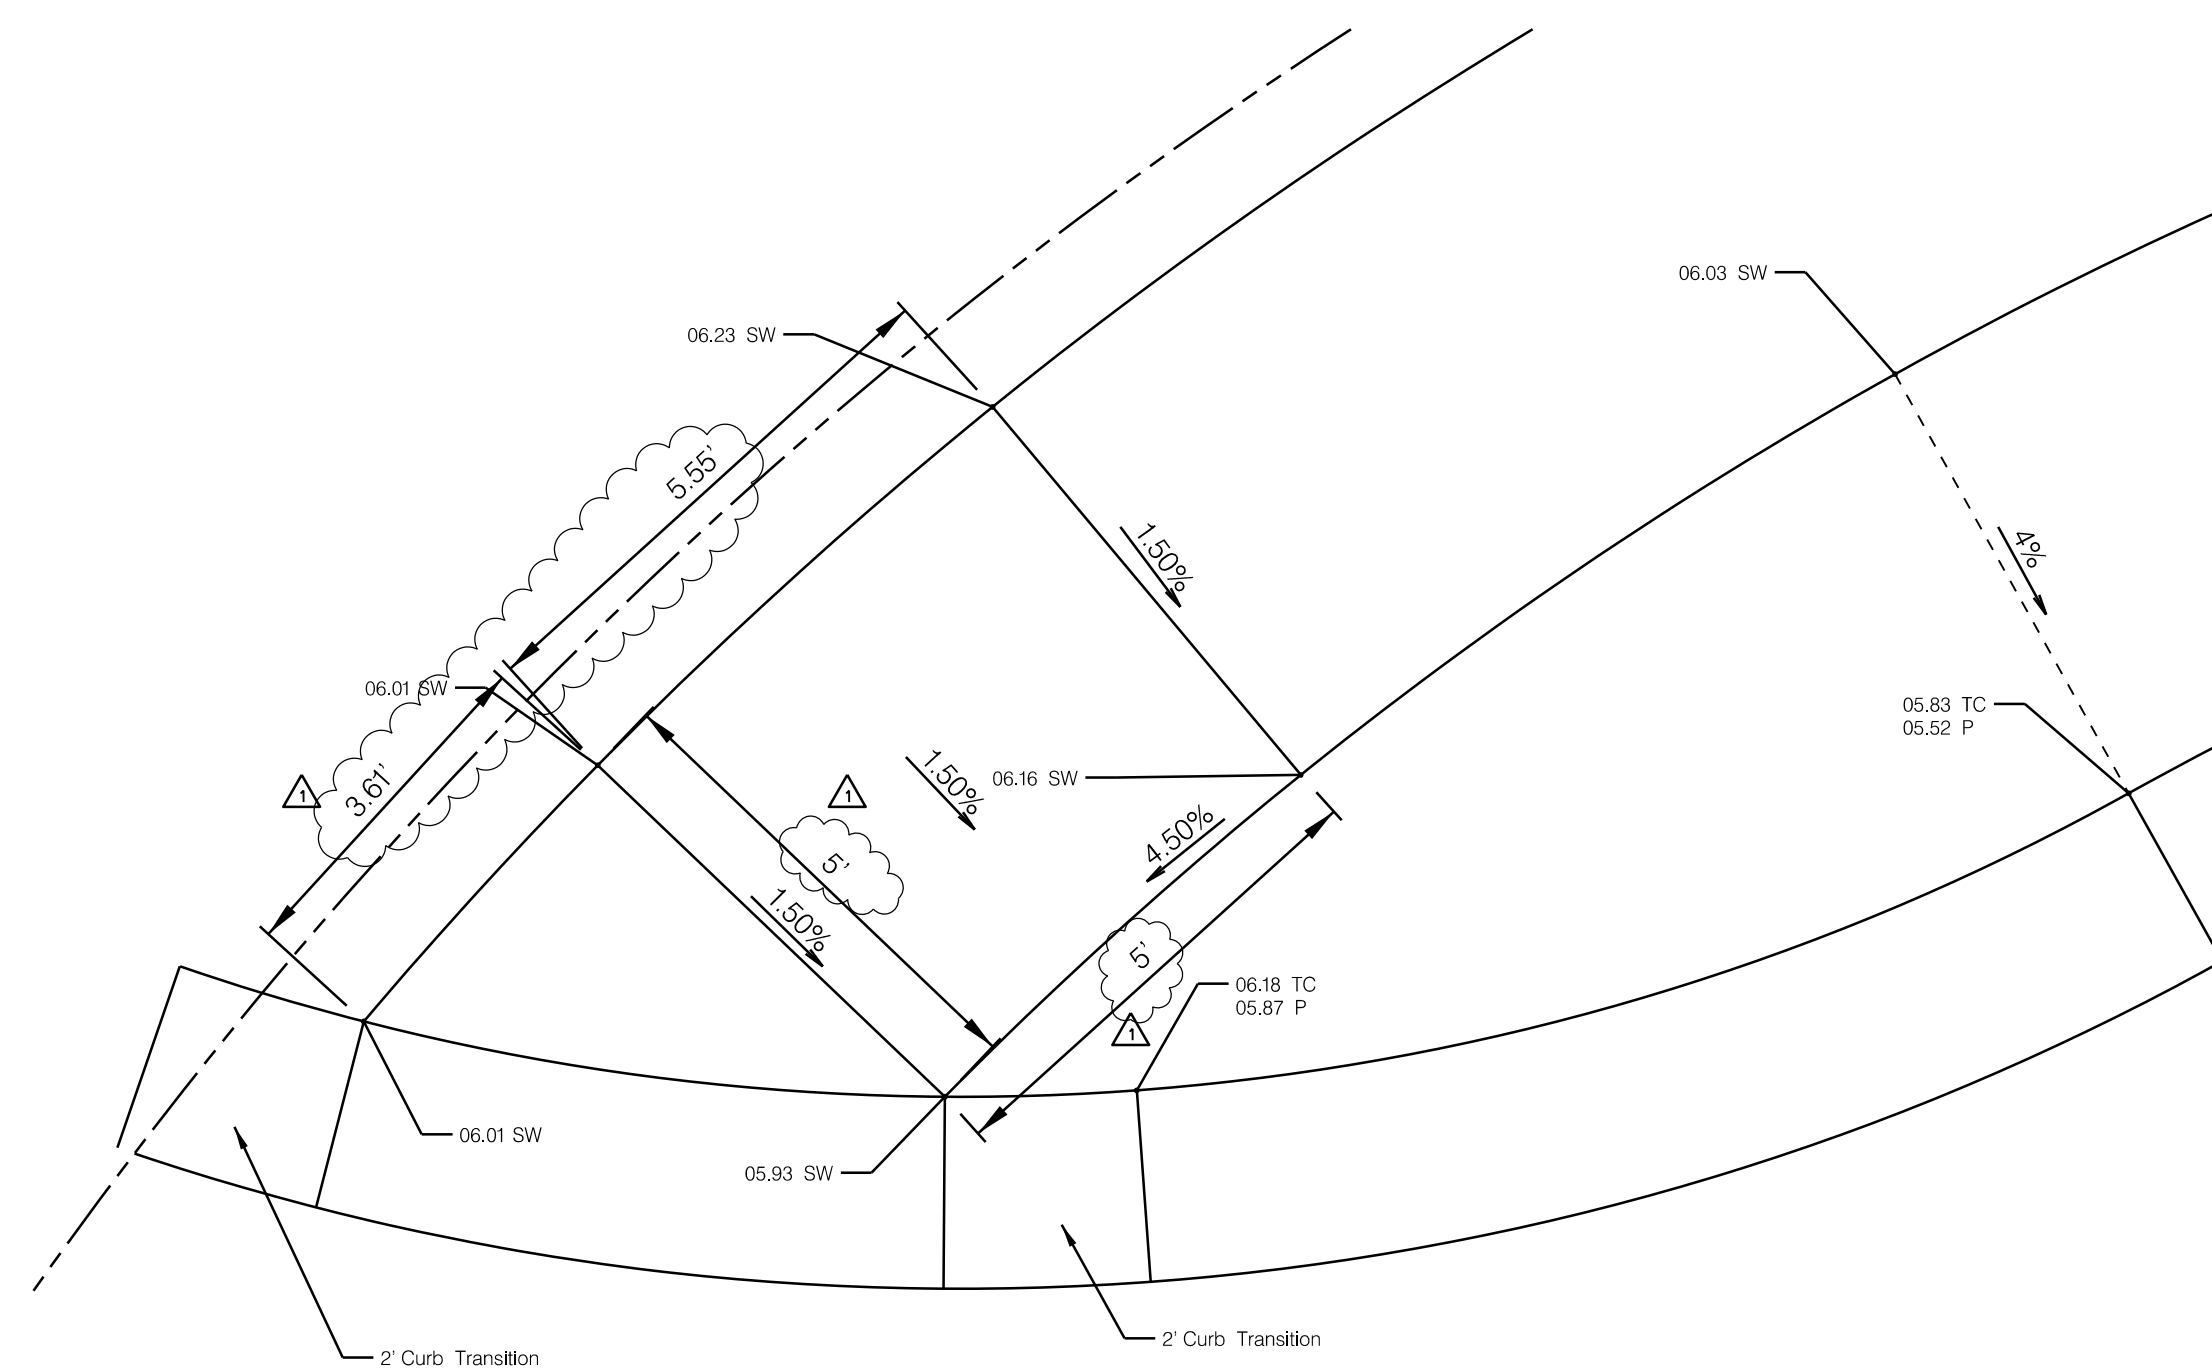 06.03 SW
06.23 SW
5.55'
1.50%
4%
06.01 SW
05.83 TC
05.52 P
3.61'
1
1
1.50%
06.16 SW
4.50%
5'
1.50%
5'
06.18 TC
05.87 P
1
06.01 SW
05.93 SW
2' Curb Transition
2' Curb Transition